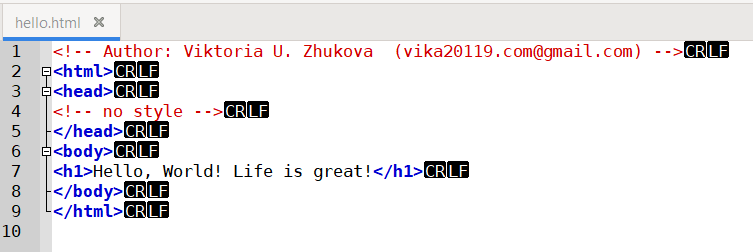 hello.html
1 <!-- Author: Viktoria U. Zhukova  (vika20119.com@gmail.com) -->CRLF
2 <html>CRLF
3 <head>CRLF
4 <!-- no style -->CRLF
5 </head>CRLF
6 <body>CRLF
7 <h1>Hello, World! Life is great!</h1>CRLF
8 </body>CRLF
9 </html>CRLF
10